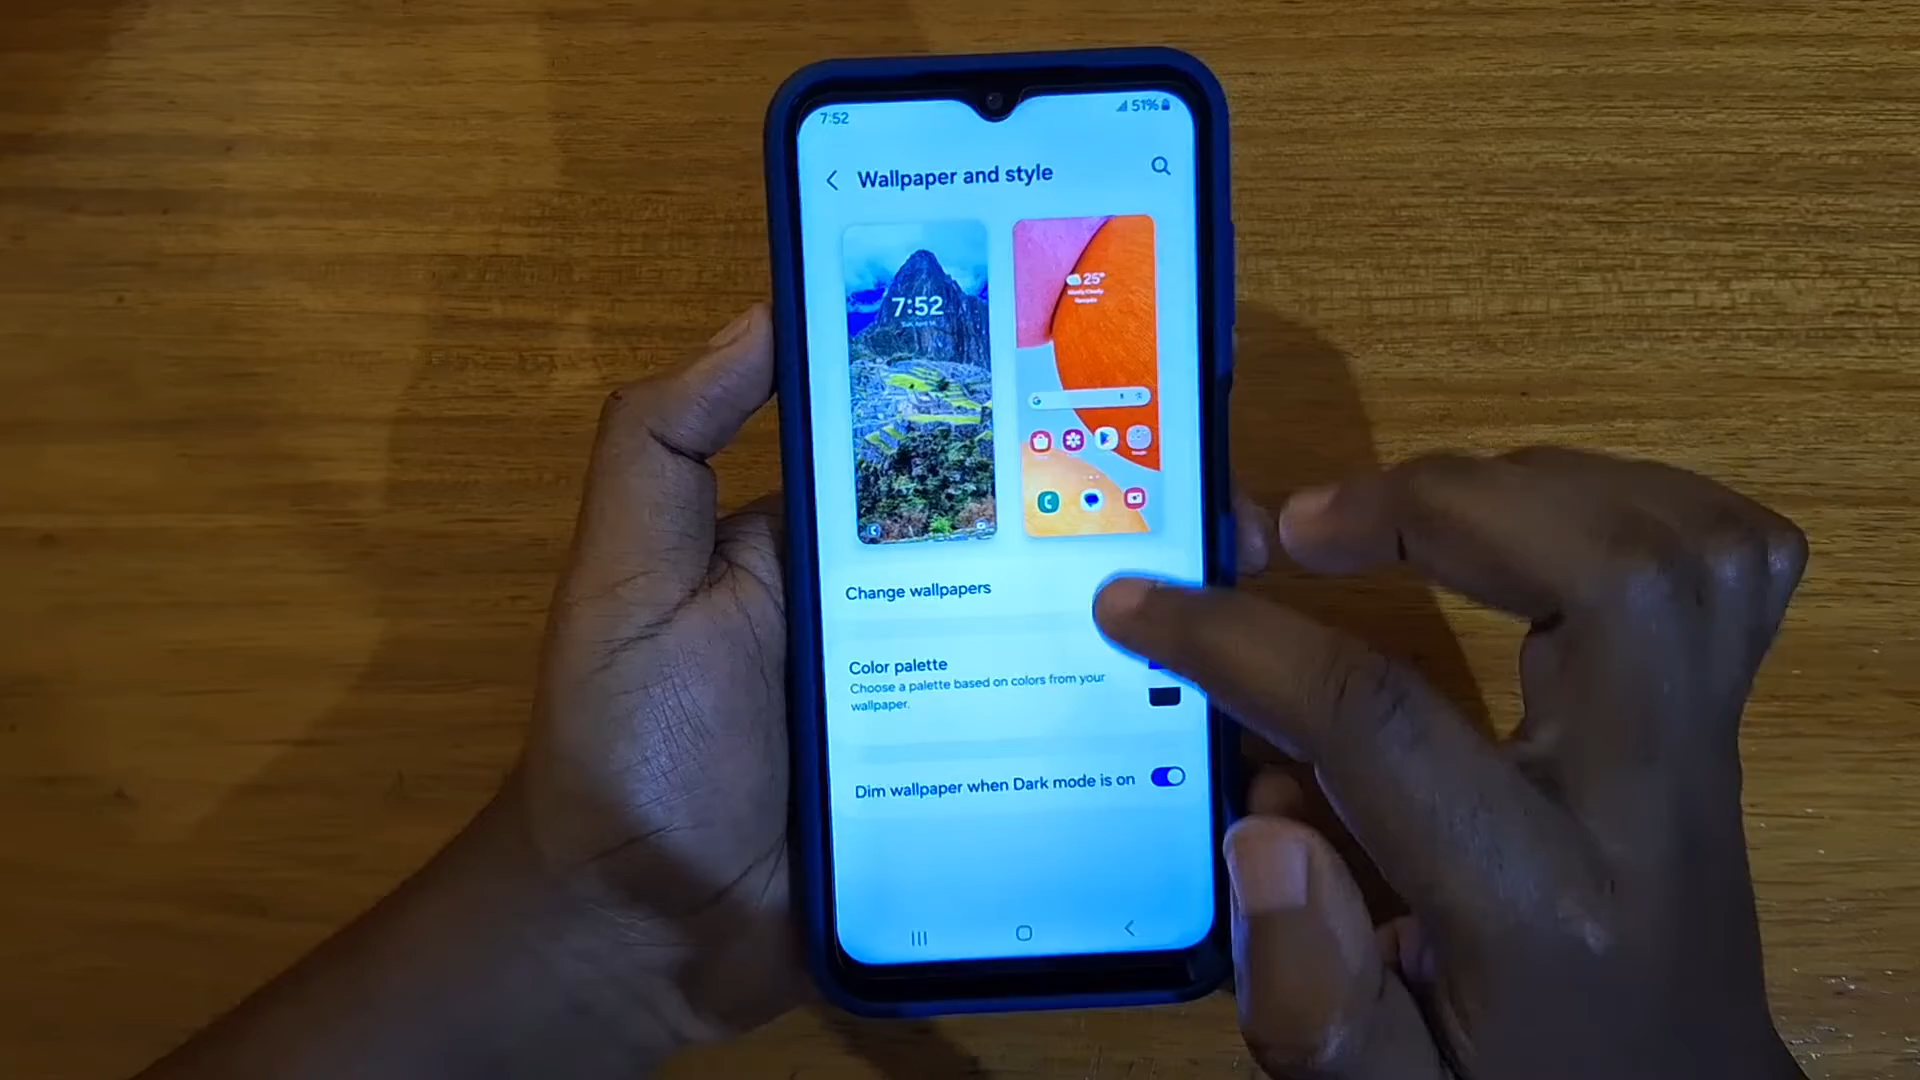 7:52
51%
Wallpaper and style
7:52
25°
Change wallpapers
Color palette
Choose a palette based on colors from your
wallpaper.
Dim wallpaper when Dark mode is on